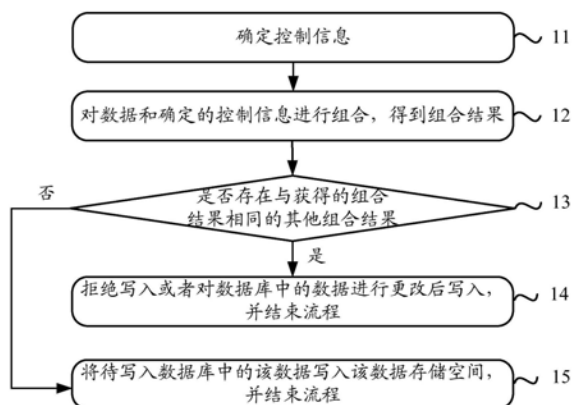 确定控制信息
11
对数据和确定的控制信息进行组合，得到组合结果
12
否
是否存在与获得的组合
结果相同的其他组合结果
13
是
拒绝写入或者对数据库中的数据进行更改后写入，
并结束流程
14
将待写入数据库中的该数据写入该数据存储空间，
并结束流程
15